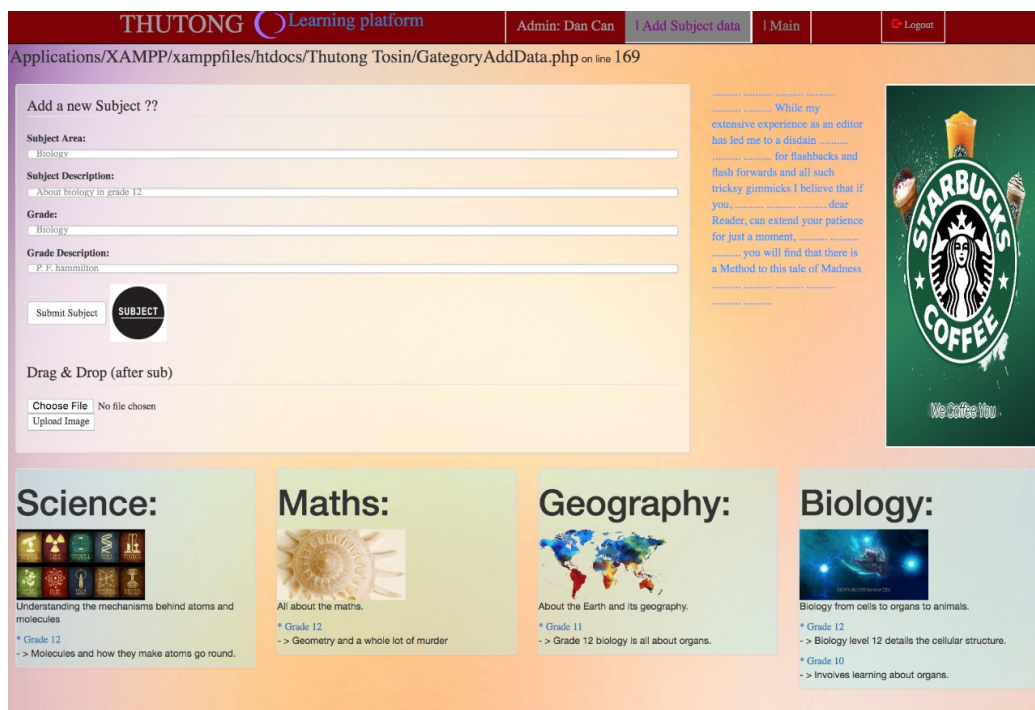 THUTONG Learning platform
Admin: Dan Can
| Add Subject data
| Main
Logout
/Applications/XAMPP/xamppfiles/htdocs/Thutong Tosin/GategoryAddData.php on line 169
Add a new Subject ??
Subject Area:
Biology
Subject Description:
About biology in grade 12
Grade:
Biology
Grade Description:
P. F. hammilton
Submit Subject
SUBJECT
Drag & Drop (after sub)
Choose File No file chosen
Upload Image
.......... .......... .......... ..........
.......... .......... While my
extensive experience as an editor
has led me to a disdain ..........
.......... .......... for flashbacks and
flash forwards and all such
tricksy gimmicks I believe that if
you, .......... .......... .......... dear
Reader, can extend your patience
for just a moment, .......... ..........
.......... you will find that there is
a Method to this tale of Madness
.......... .......... .......... ..........
.......... ..........
STARBUCKS
COFFEE
We Coffee You
Science:
Understanding the mechanisms behind atoms and
molecules
* Grade 12
- > Molecules and how they make atoms go round.
Maths:
All about the maths.
* Grade 12
- > Geometry and a whole lot of murder
Geography:
About the Earth and its geography.
* Grade 11
- > Grade 12 biology is all about organs.
Biology:
Biology from cells to organs to animals.
* Grade 12
- > Biology level 12 details the cellular structure.
* Grade 10
- > Involves learning about organs.